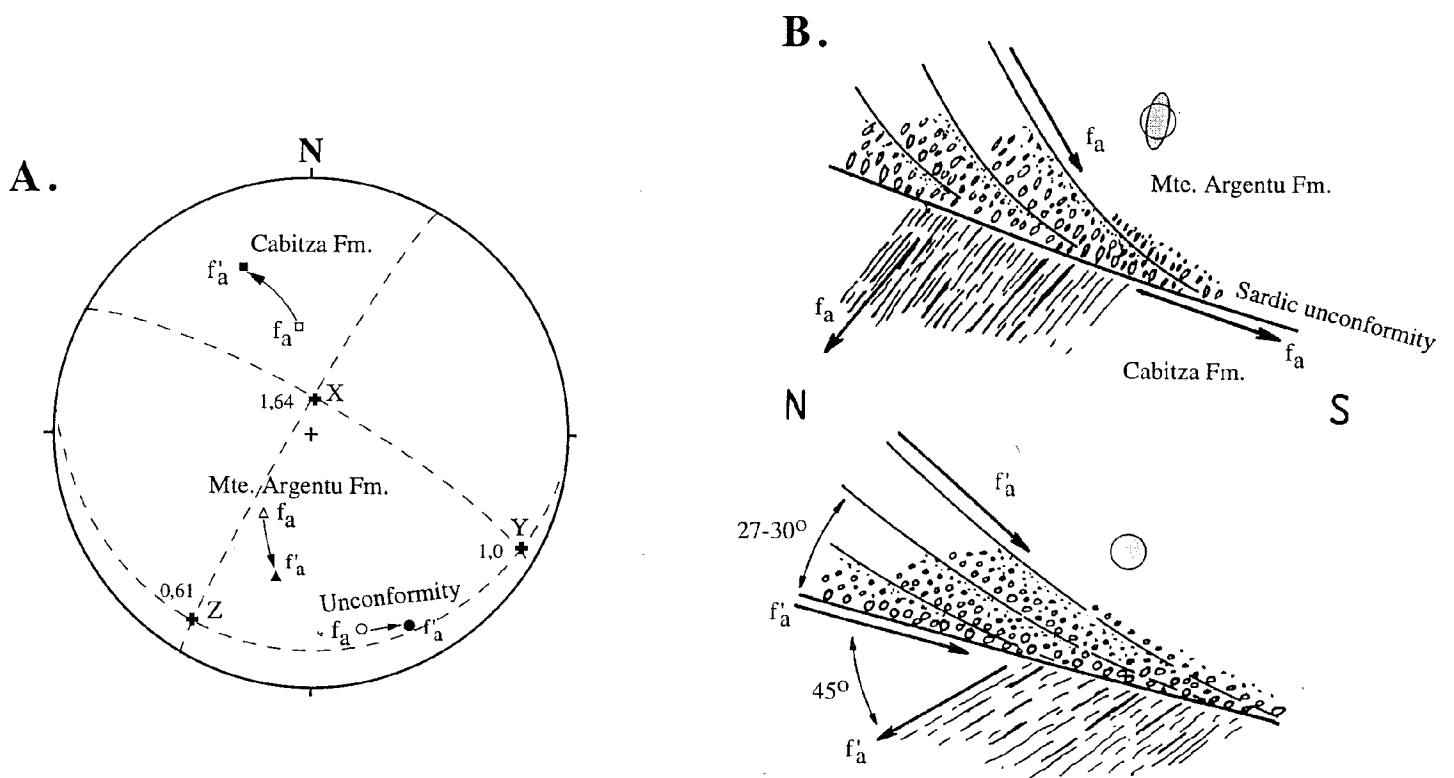 A.
N
Cabitza Fm.
f'a
fa
1,64
X
Mte. Argentu Fm.
fa
f'a
Y
1,0
0,61
Z
Unconformity
fa
f'a
B.
fa
Mte. Argentu Fm.
Sardic unconformity
fa
fa
Cabitza Fm.
N
S
f'a
27-30°
f'a
45°
f'a